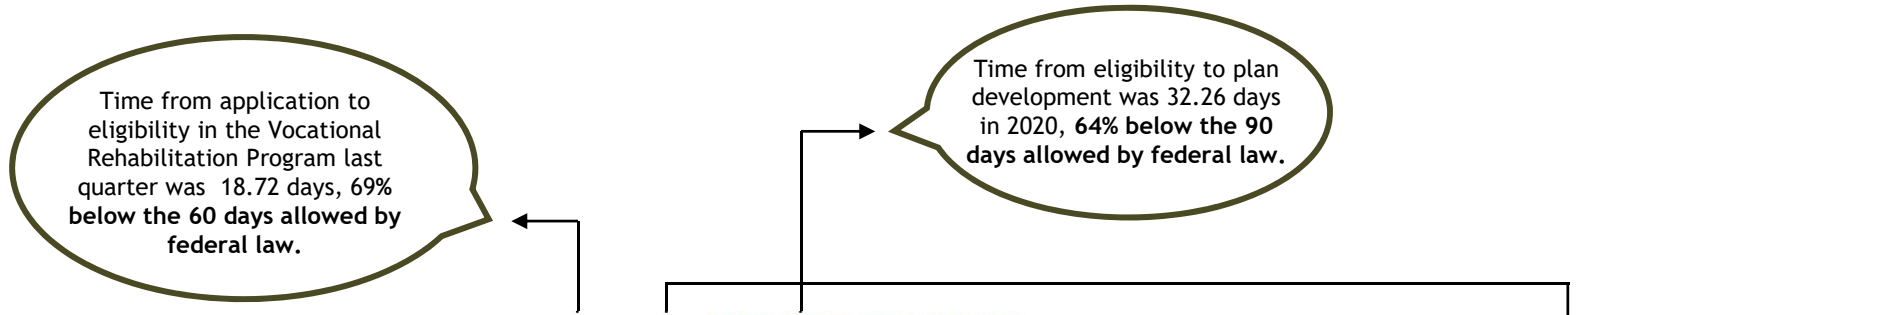 Time from application to
eligibility in the Vocational
Rehabilitation Program last
quarter was 18.72 days, 69%
below the 60 days allowed by
federal law.
Time from eligibility to plan
development was 32.26 days
in 2020, 64% below the 90
days allowed by federal law.